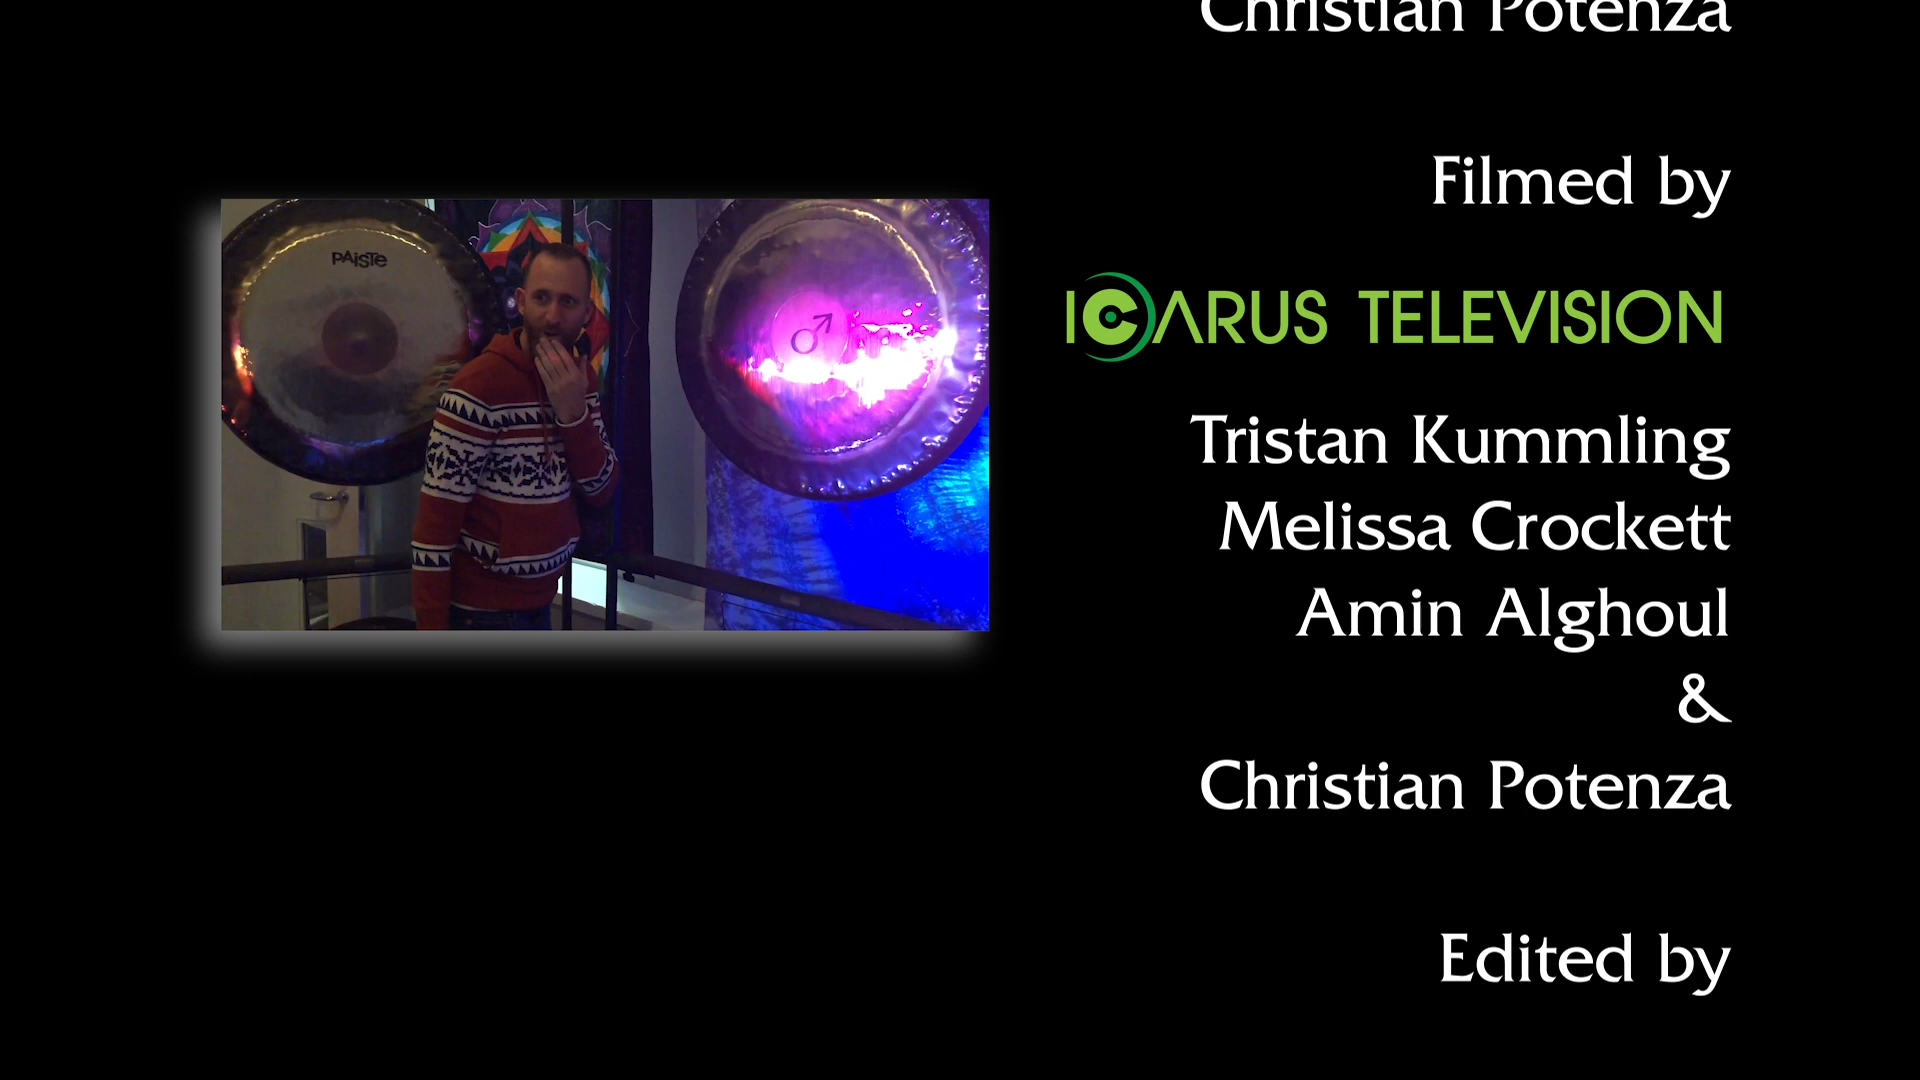 Christian Potenza
Filmed by
ICARUS TELEVISION
Tristan Kummling
Melissa Crockett
Amin Alghoul
&
Christian Potenza
Edited by
PAiSTe
♂